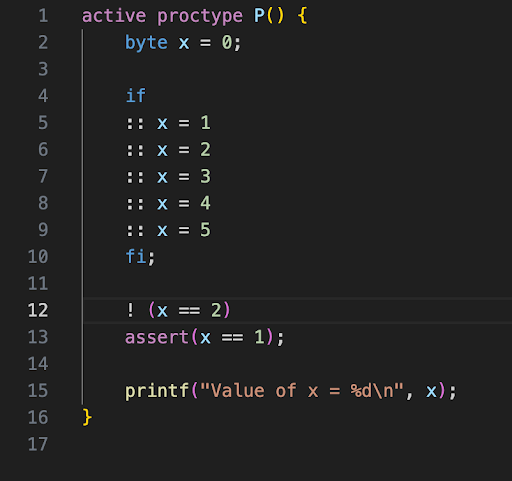 1 active proctype P() {
2 byte x = 0;
3
4 if
5 :: x = 1
6 :: x = 2
7 :: x = 3
8 :: x = 4
9 :: x = 5
10 fi;
11
12 ! (x == 2)
13 assert(x == 1);
14
15 printf("Value of x = %d\n", x);
16 }
17